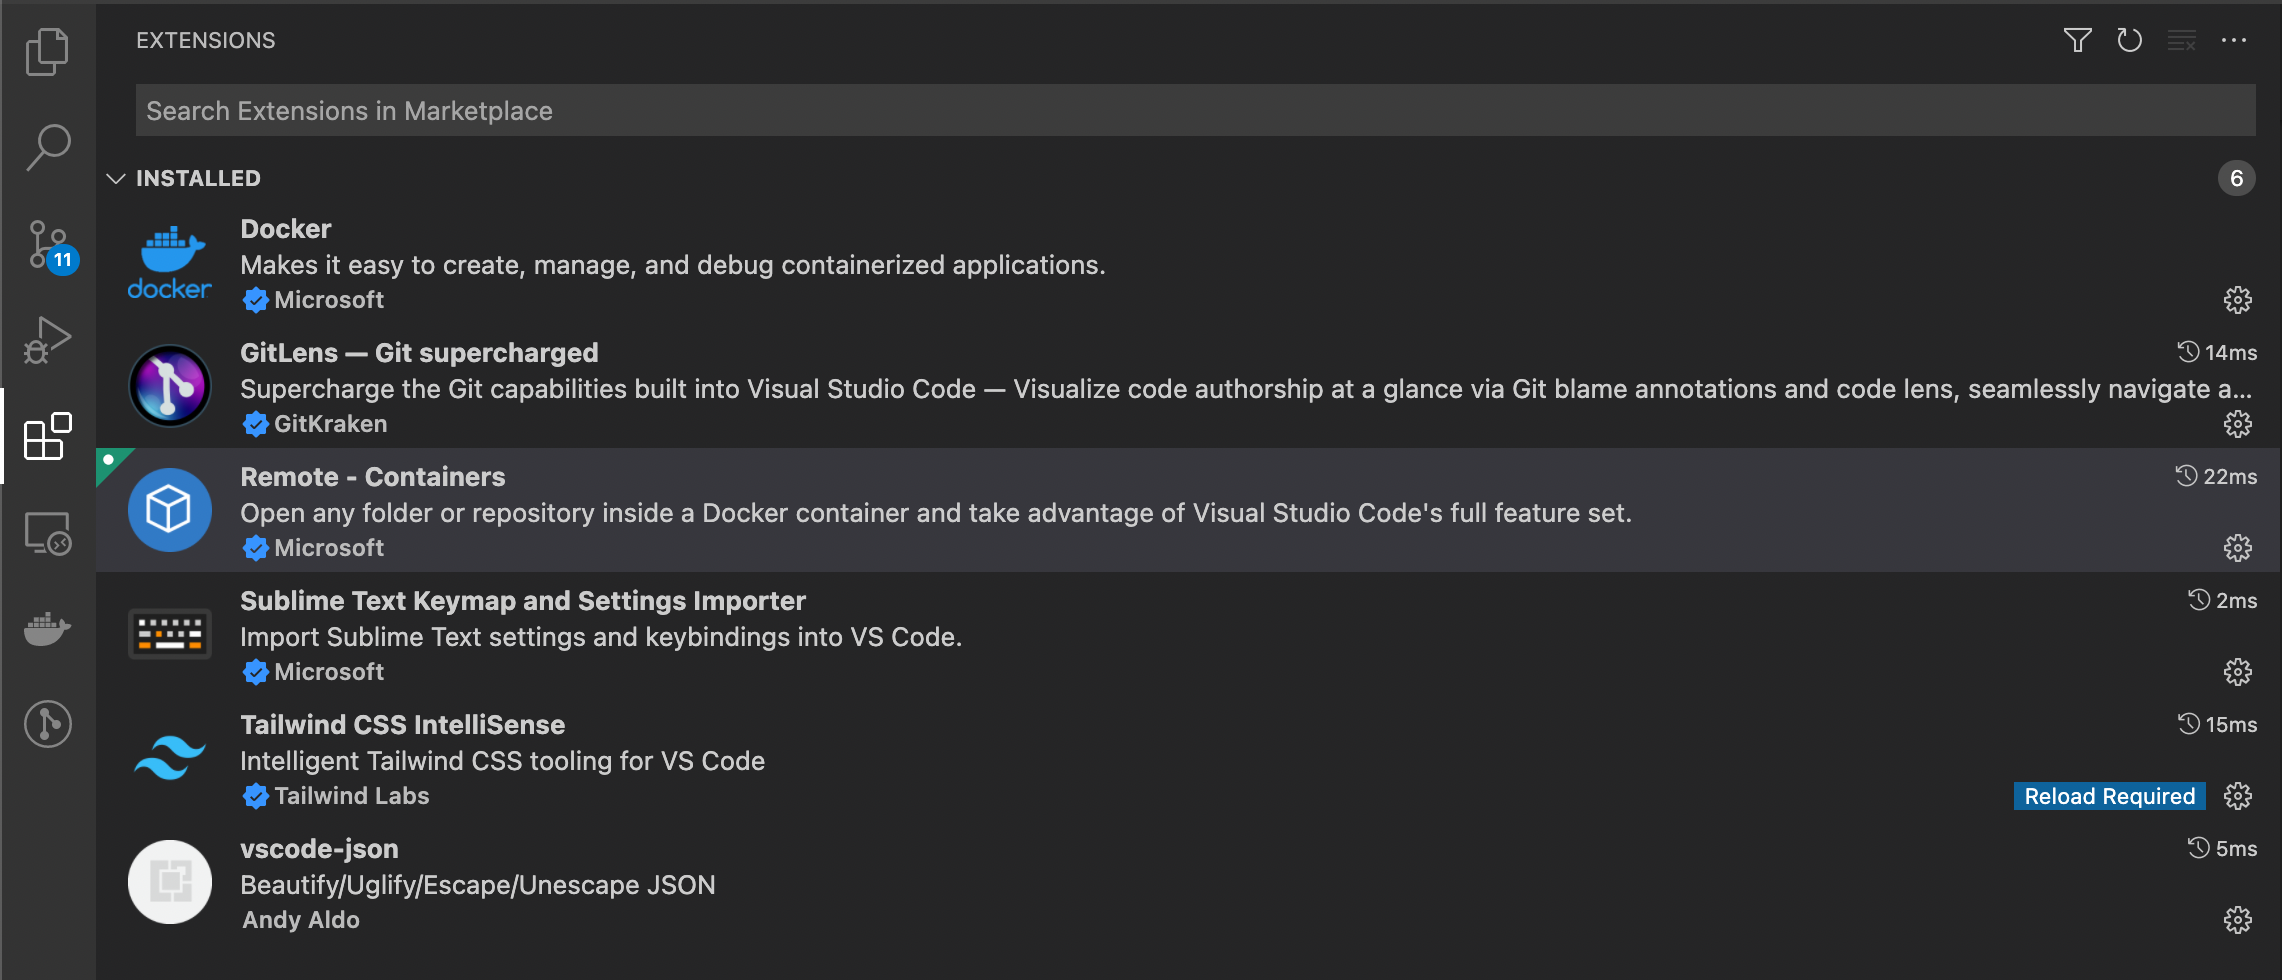 EXTENSIONS
Search Extensions in Marketplace
INSTALLED
6
11
docker
Docker
Makes it easy to create, manage, and debug containerized applications.
Microsoft
GitLens — Git supercharged
14ms
Supercharge the Git capabilities built into Visual Studio Code — Visualize code authorship at a glance via Git blame annotations and code lens, seamlessly navigate a...
GitKraken
Remote - Containers
22ms
Open any folder or repository inside a Docker container and take advantage of Visual Studio Code's full feature set.
Microsoft
Sublime Text Keymap and Settings Importer
2ms
Import Sublime Text settings and keybindings into VS Code.
Microsoft
Tailwind CSS IntelliSense
15ms
Intelligent Tailwind CSS tooling for VS Code
Tailwind Labs
Reload Required
vscode-json
5ms
Beautify/Uglify/Escape/Unescape JSON
Andy Aldo